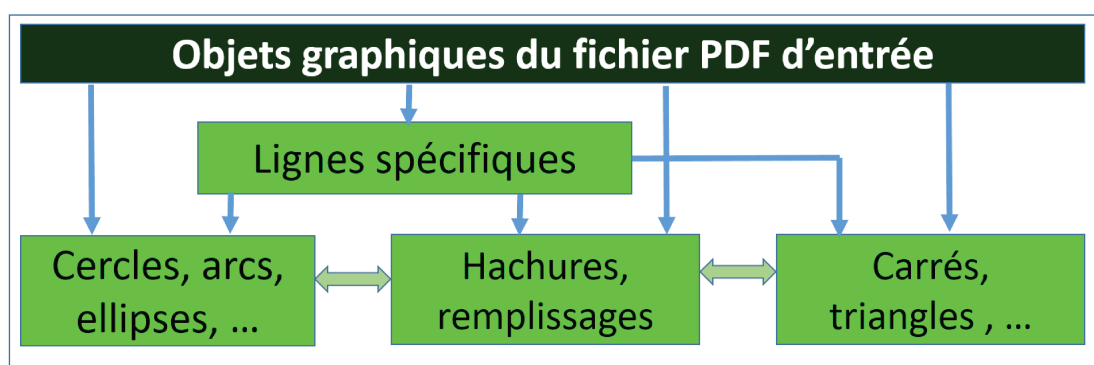 Objets graphiques du fichier PDF d’entrée
Lignes spécifiques
Cercles, arcs,
ellipses, …
Hachures,
remplissages
Carrés,
triangles , …